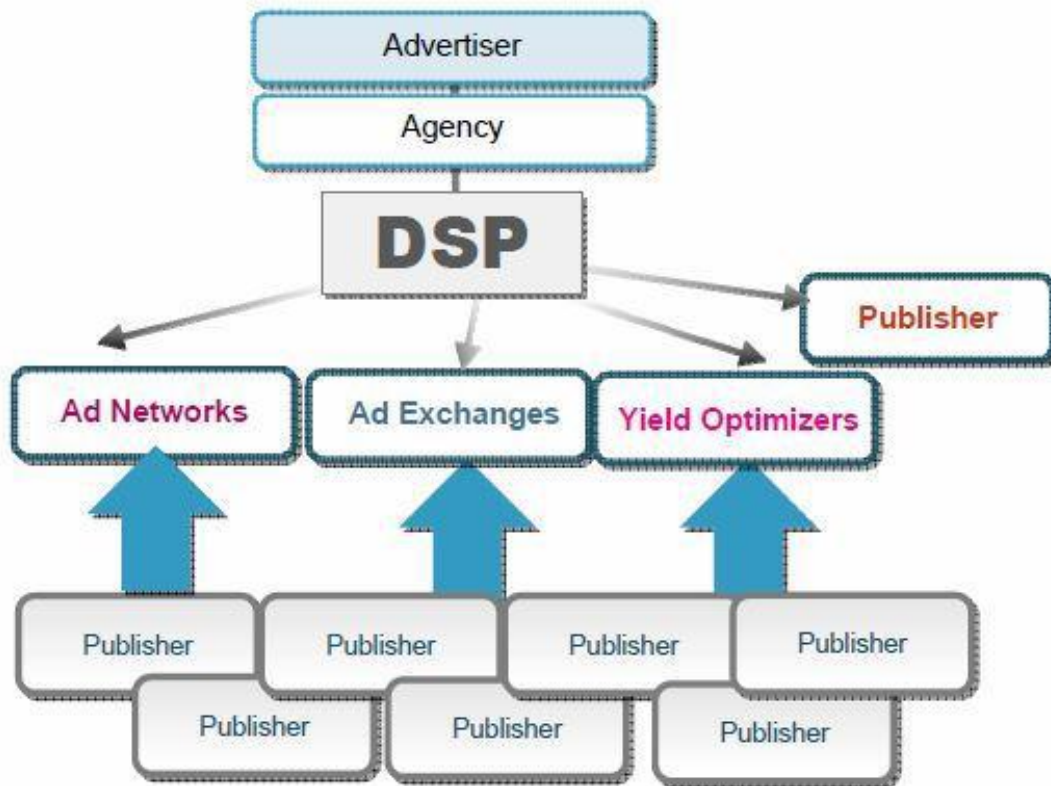 Advertiser
Agency
DSP
Publisher
Ad Networks
Ad Exchanges
Yield Optimizers
Publisher
Publisher
Publisher
Publisher
Publisher
Publisher
Publisher